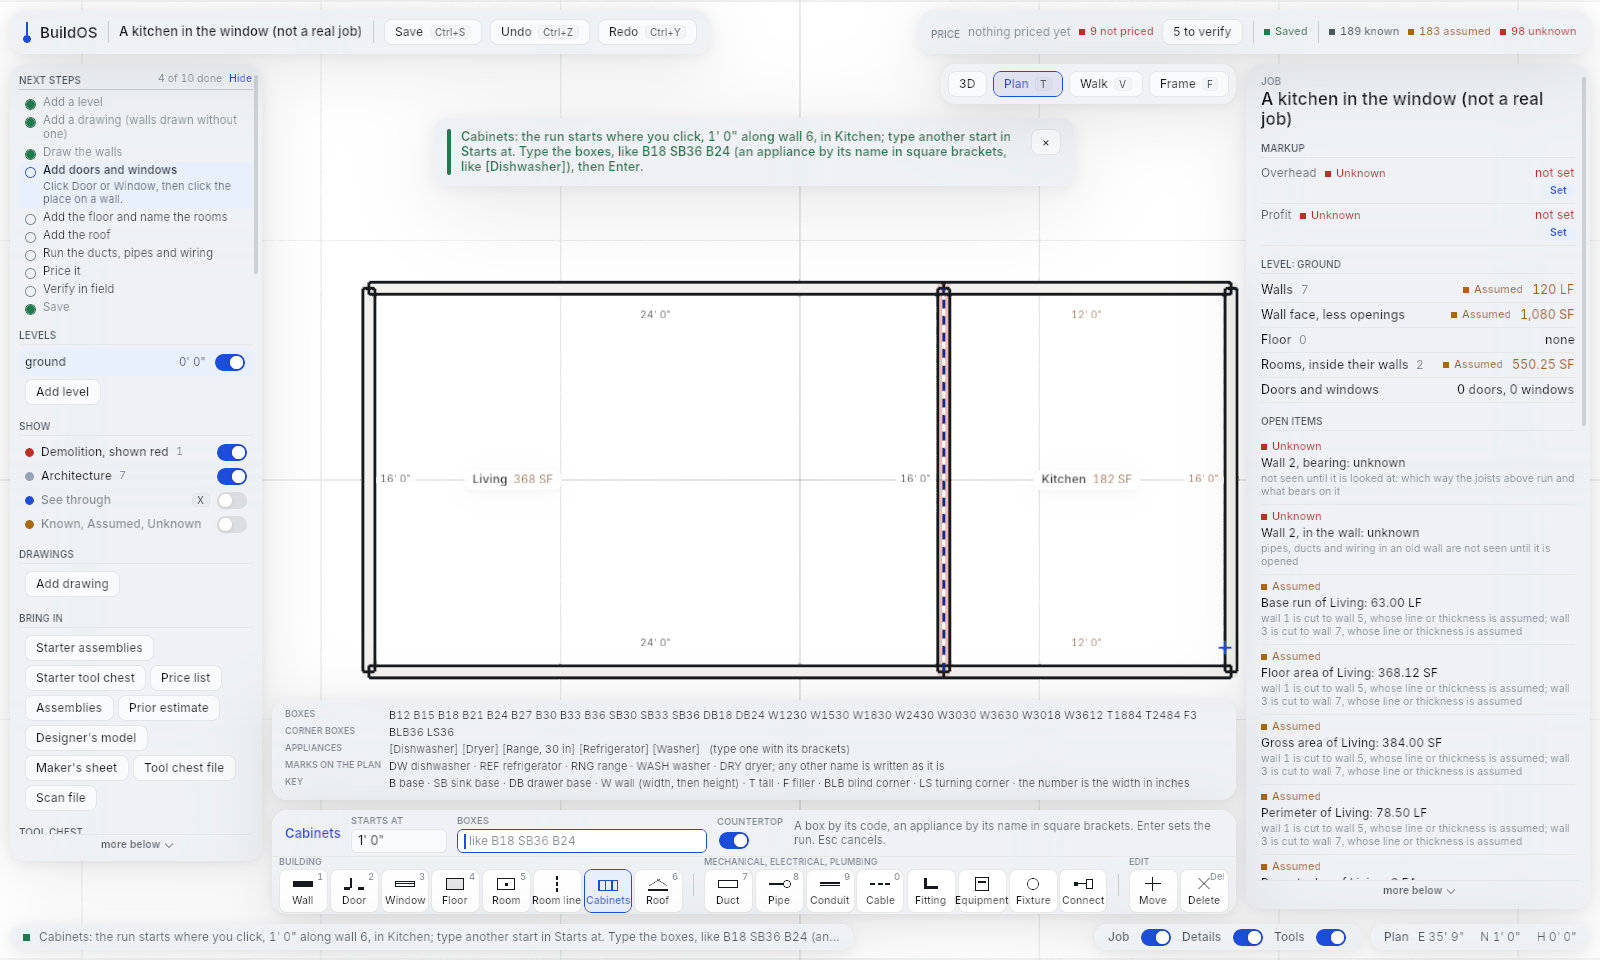 BuildOS
A kitchen in the window (not a real job)
Save Ctrl+S
Undo Ctrl+Z
Redo Ctrl+Y
PRICE nothing priced yet 9 not priced 5 to verify Saved 189 known 183 assumed 98 unknown
3D
Plan T
Walk V
Frame F
NEXT STEPS 4 of 10 done Hide
Add a level
Add a drawing (walls drawn without
one)
Draw the walls
Add doors and windows
Click Door or Window, then click the
place on a wall.
Add the floor and name the rooms
Add the roof
Run the ducts, pipes and wiring
Price it
Verify in field
Save
LEVELS
ground 0' 0"
Add level
SHOW
Demolition, shown red 1
Architecture 7
See through X
Known, Assumed, Unknown
DRAWINGS
Add drawing
BRING IN
Starter assemblies
Starter tool chest Price list
Assemblies Prior estimate
Designer's model
Maker's sheet Tool chest file
Scan file
TOOL CHEST
more below
Cabinets: the run starts where you click, 1' 0" along wall 6, in Kitchen; type another start in
Starts at. Type the boxes, like B18 SB36 B24 (an appliance by its name in square brackets,
like [Dishwasher]), then Enter.
×
24' 0" 12' 0"
16' 0" Living 368 SF 16' 0" Kitchen 182 SF 16' 0"
24' 0" 12' 0"
BOXES B12 B15 B18 B21 B24 B27 B30 B33 B36 SB30 SB33 SB36 DB18 DB24 W1230 W1530 W1830 W2430 W3030 W3630 W3018 W3612 T1884 T2484 F3
CORNER BOXES BLB36 LS36
APPLIANCES [Dishwasher] [Dryer] [Range, 30 in] [Refrigerator] [Washer] (type one with its brackets)
MARKS ON THE PLAN DW dishwasher · REF refrigerator · RNG range · WASH washer · DRY dryer; any other name is written as it is
KEY B base · SB sink base · DB drawer base · W wall (width, then height) · T tall · F filler · BLB blind corner · LS turning corner · the number is the width in inches
Cabinets
STARTS AT
1' 0"
BOXES
like B18 SB36 B24
COUNTERTOP
A box by its code, an appliance by its name in square brackets. Enter sets the
run. Esc cancels.
BUILDING MECHANICAL, ELECTRICAL, PLUMBING EDIT
1 2 3 4 5 6 7 8 9 0 Del
Wall Door Window Floor Room Room line Cabinets Roof Duct Pipe Conduit Cable Fitting Equipment Fixture Connect Move Delete
JOB
A kitchen in the window (not a real
job)
MARKUP
Overhead Unknown not set
Set
Profit Unknown not set
Set
LEVEL: GROUND
Walls 7 Assumed 120 LF
Wall face, less openings Assumed 1,080 SF
Floor 0 none
Rooms, inside their walls 2 Assumed 550.25 SF
Doors and windows 0 doors, 0 windows
OPEN ITEMS
Unknown
Wall 2, bearing: unknown
not seen until it is looked at: which way the joists above run and
what bears on it
Unknown
Wall 2, in the wall: unknown
pipes, ducts and wiring in an old wall are not seen until it is
opened
Assumed
Base run of Living: 63.00 LF
wall 1 is cut to wall 5, whose line or thickness is assumed; wall
3 is cut to wall 7, whose line or thickness is assumed
Assumed
Floor area of Living: 368.12 SF
wall 1 is cut to wall 5, whose line or thickness is assumed; wall
3 is cut to wall 7, whose line or thickness is assumed
Assumed
Gross area of Living: 384.00 SF
wall 1 is cut to wall 5, whose line or thickness is assumed; wall
3 is cut to wall 7, whose line or thickness is assumed
Assumed
Perimeter of Living: 78.50 LF
wall 1 is cut to wall 5, whose line or thickness is assumed; wall
3 is cut to wall 7, whose line or thickness is assumed
Assumed
more below
Cabinets: the run starts where you click, 1' 0" along wall 6, in Kitchen; type another start in Starts at. Type the boxes, like B18 SB36 B24 (an...
Job Details Tools
Plan E 35' 9" N 1' 0" H 0' 0"